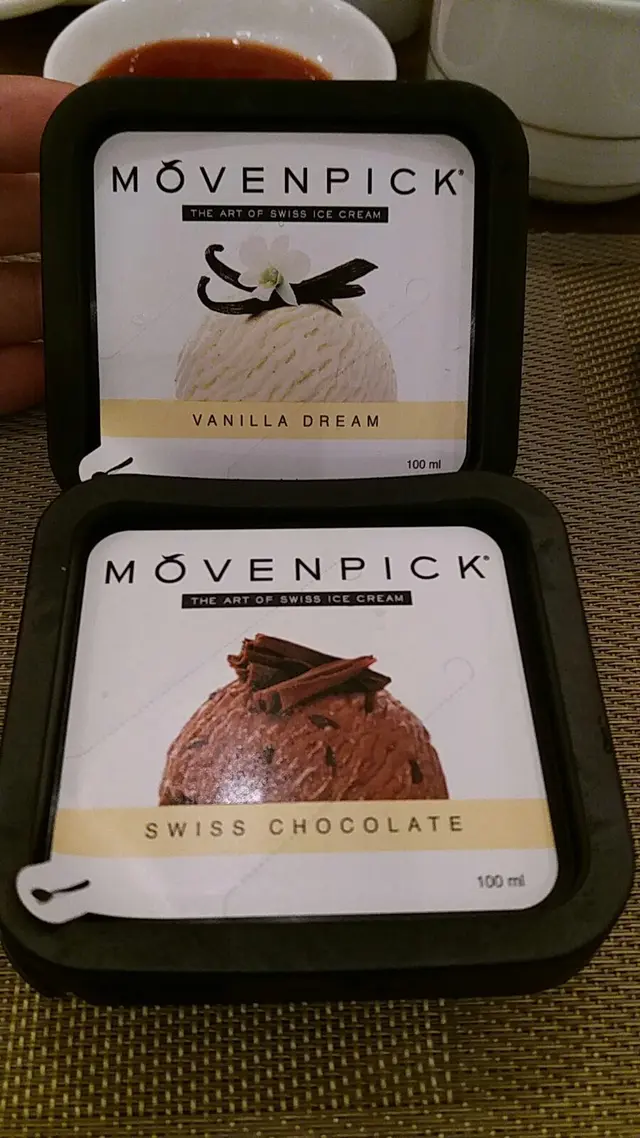 MÖVENPICK®
THE ART OF SWISS ICE CREAM
VANILLA DREAM
100 ml
MÖVENPICK®
THE ART OF SWISS ICE CREAM
SWISS CHOCOLATE
100 ml